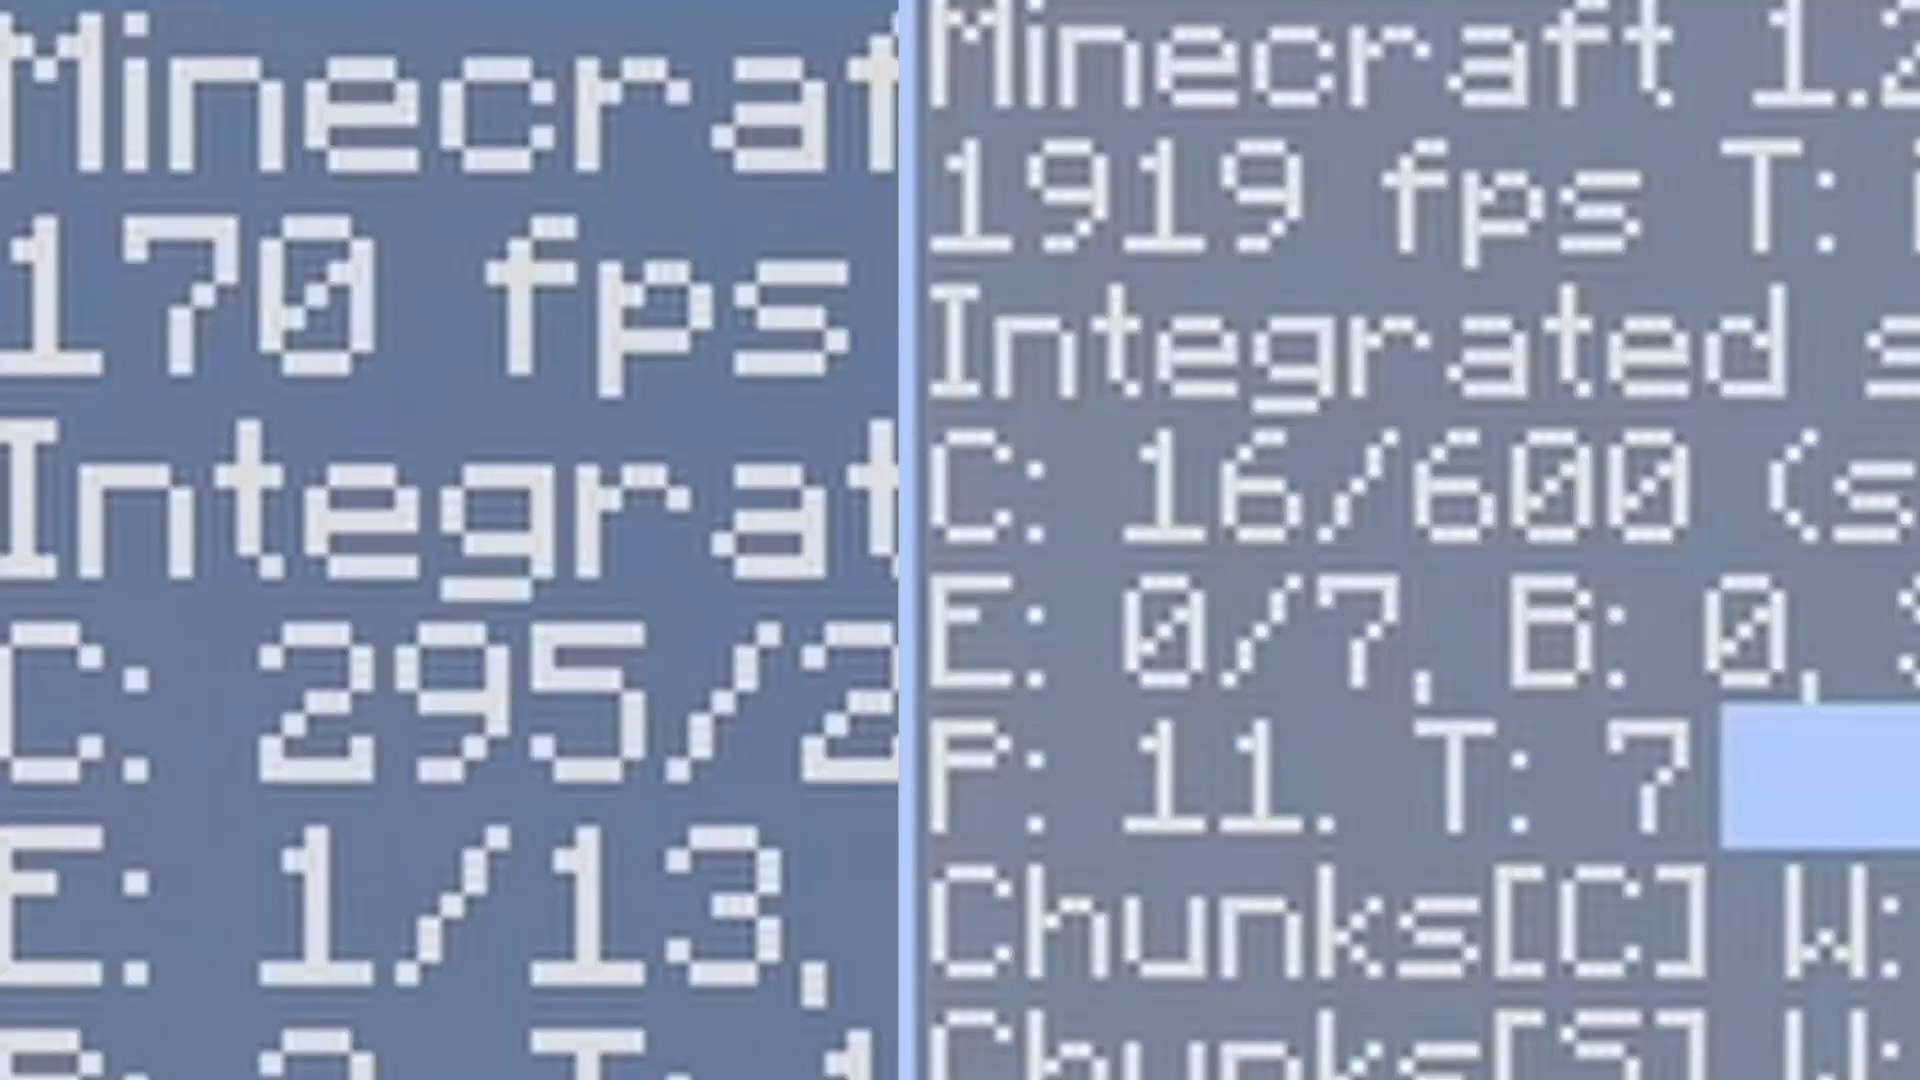 Minecraf
170 fps
Integrat
C: 295/2
E: 1/13,
Minecraft 1.2
1919 fps T:
Integrated s
C: 16/600 (s
E: 0/7, B: 0,
P: 11. T: 7
Chunks[C] W:
Chunks[S] W: